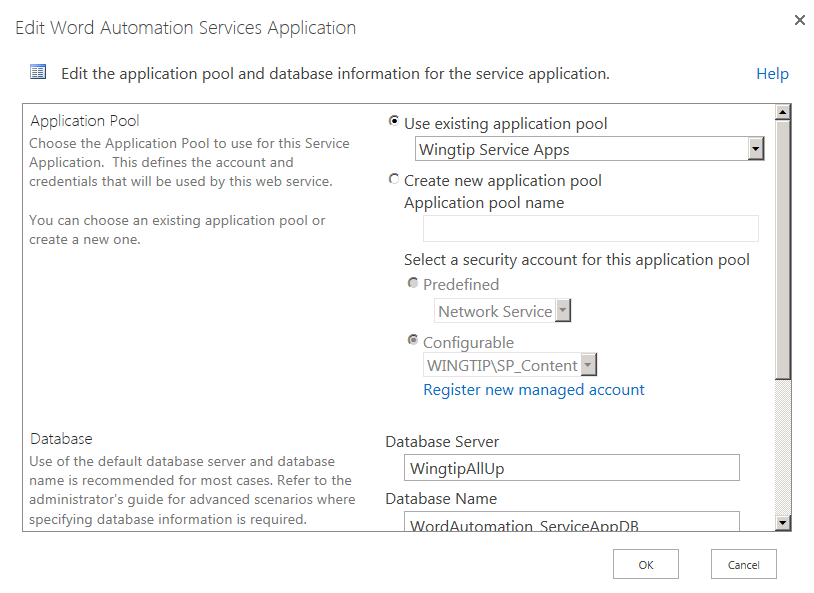 Edit Word Automation Services Application
Edit the application pool and database information for the service application.
Help
Application Pool
Choose the Application Pool to use for this Service
Application. This defines the account and
credentials that will be used by this web service.
You can choose an existing application pool or
create a new one.
Use existing application pool
Wingtip Service Apps
Create new application pool
Application pool name
Select a security account for this application pool
Predefined
Network Service
Configurable
WINGTIP\SP_Content
Register new managed account
Database
Use of the default database server and database
name is recommended for most cases. Refer to the
administrator's guide for advanced scenarios where
specifying database information is required.
Database Server
WingtipAllUp
Database Name
WordAutomation_ServiceAppDB
OK
Cancel